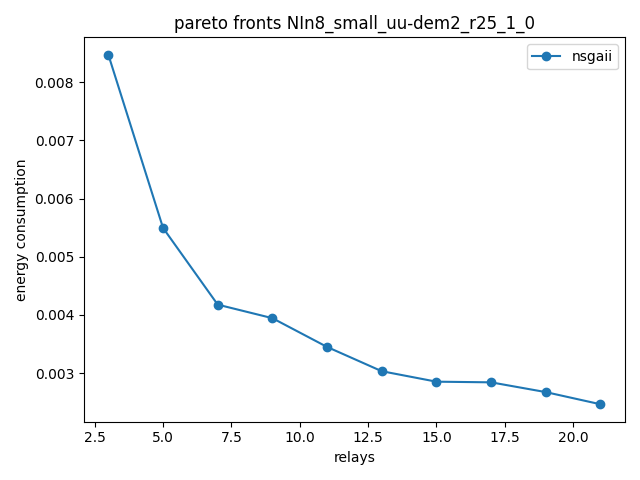 pareto fronts NIn8_small_uu-dem2_r25_1_0
nsgaii
energy consumption
0.008
0.007
0.006
0.005
0.004
0.003
2.5 5.0 7.5 10.0 12.5 15.0 17.5 20.0
relays